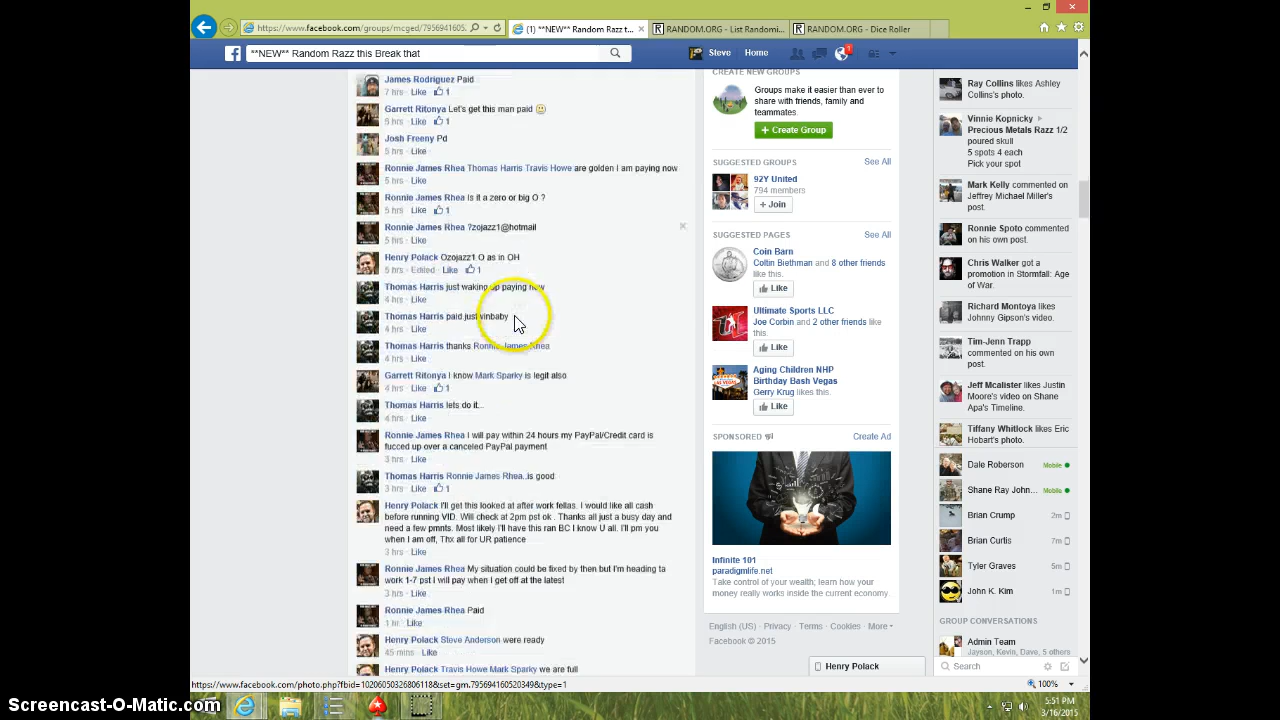 https://www.facebook.com/groups/mcged/7956941605...
(1) **NEW** Random Razz t...
RANDOM.ORG - List Randomi...
RANDOM.ORG - Dice Roller
**NEW** Random Razz this Break that
Steve
Home
1
James Rodriguez Paid
7 hrs · Like · 1
Garrett Ritonya Let's get this man paid
6 hrs · Like · 1
Josh Freeny Pd
5 hrs · Like
Ronnie James Rhea Thomas Harris Travis Howe are golden I am paying now
5 hrs · Like
Ronnie James Rhea Is it a zero or big O ?
5 hrs · Like · 1
Ronnie James Rhea ?zojazz1@hotmail
5 hrs · Like
Henry Polack Ozojazz1 O as in OH
5 hrs · Edited · Like · 1
Thomas Harris just waking up paying now
4 hrs · Like
Thomas Harris paid just winbaby
4 hrs · Like
Thomas Harris thanks Ronnie James Rhea
4 hrs · Like
Garrett Ritonya I know Mark Sparky is legit also
4 hrs · Like · 1
Thomas Harris lets do it...
4 hrs · Like
Ronnie James Rhea I will pay within 24 hours my PayPal/Credit card is
fucced up over a canceled PayPal payment
3 hrs · Like
Thomas Harris Ronnie James Rhea..is good
3 hrs · Like · 1
Henry Polack I'll get this looked at after work fellas. I would like all cash
before running VID. Will check at 2pm pst ok . Thanks all just a busy day and
need a few pmnts. Most likely I'll have this ran BC I know U all. I'll pm you
when I am off, Thx all for UR patience
3 hrs · Like
Ronnie James Rhea My situation could be fixed by then but I'm heading ta
work 1-7 pst I will pay when I get off at the latest
3 hrs · Like
Ronnie James Rhea Paid
1 hr · Like
Henry Polack Steve Anderson were ready
45 mins · Like
Henry Polack Travis Howe Mark Sparky we are full
CREATE NEW GROUPS
Groups make it easier than ever to
share with friends, family and
teammates.
+ Create Group
SUGGESTED GROUPS
See All
92Y United
794 members
+ Join
SUGGESTED PAGES
See All
Coin Barn
Coltin Biethman and 8 other friends
like this.
Like
Ultimate Sports LLC
Joe Corbin and 2 other friends like
this.
Like
Aging Children NHP
Birthday Bash Vegas
Gerry Krug likes this.
Like
SPONSORED
Create Ad
Infinite 101
paradigmlife.net
Take control of your wealth; learn how your
money really works inside the current economy...
English (US) · Privacy · Terms · Cookies · More
Facebook © 2015
Henry Polack
Ray Collins likes Ashley
Collins's photo.
Vinnie Kopnicky
Precious Metals Razz 1/2
poured skull
5 spots 4 each
Pick your spot
Mark Kelly commented on
Jeffrey Michael Miller's
post.
Ronnie Spoto commented
on his own post.
Chris Walker got a
promotion in Stormfall: Age
of War.
Richard Montoya likes
Johnny Gipson's video.
Tim-Jenn Trapp
commented on his own
post.
Jeff Mcalister likes Justin
Moore's video on Shane
Apa's Timeline.
Tiffany Whitlock likes Eric
Hobart's photo.
Dale Roberson Mobile
Shane Ray John... Mobile
Brian Crump 2m
Brian Curtis 7m
Tyler Graves 5m
John K. Kim 1m
GROUP CONVERSATIONS
Admin Team
Jayson, Kevin, Dave, 5 others
Search
https://www.facebook.com/photo.php?fbid=10206050326806118&set=gm.795694160520349&type=1
100%
Screencast-O-Matic.com
5:51 PM
3/16/2015